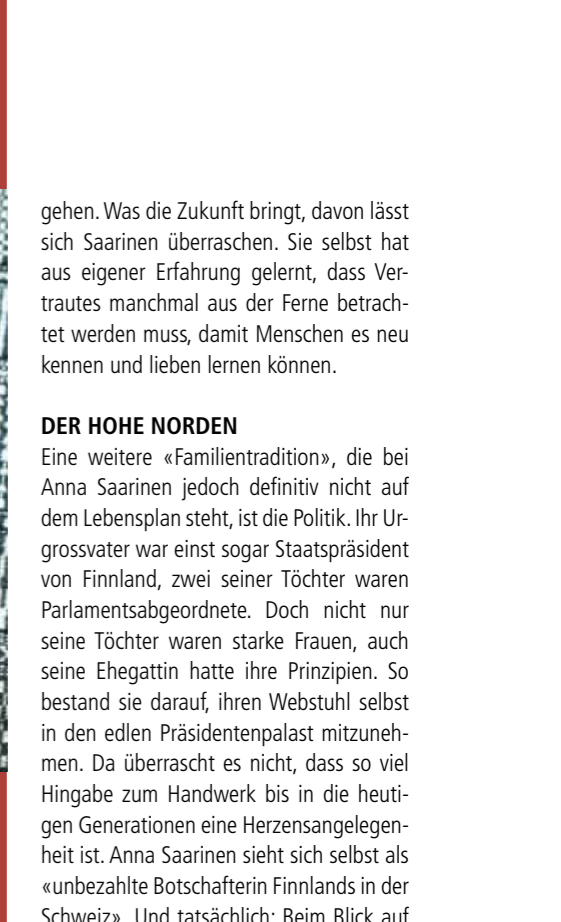 gehen. Was die Zukunft bringt, davon lässt
sich Saarinen überraschen. Sie selbst hat
aus eigener Erfahrung gelernt, dass Ver-
trautes manchmal aus der Ferne betrach-
tet werden muss, damit Menschen es neu
kennen und lieben lernen können.
DER HOHE NORDEN
Eine weitere «Familientradition», die bei
Anna Saarinen jedoch definitiv nicht auf
dem Lebensplan steht, ist die Politik. Ihr Ur-
grossvater war einst sogar Staatspräsident
von Finnland, zwei seiner Töchter waren
Parlamentsabgeordnete. Doch nicht nur
seine Töchter waren starke Frauen, auch
seine Ehegattin hatte ihre Prinzipien. So
bestand sie darauf, ihren Webstuhl selbst
in den edlen Präsidentenpalast mitzuneh-
men. Da überrascht es nicht, dass so viel
Hingabe zum Handwerk bis in die heuti-
gen Generationen eine Herzensangelegen-
heit ist. Anna Saarinen sieht sich selbst als
«unbezahlte Botschafterin Finnlands in der
Schweiz». Und tatsächlich: Beim Blick auf